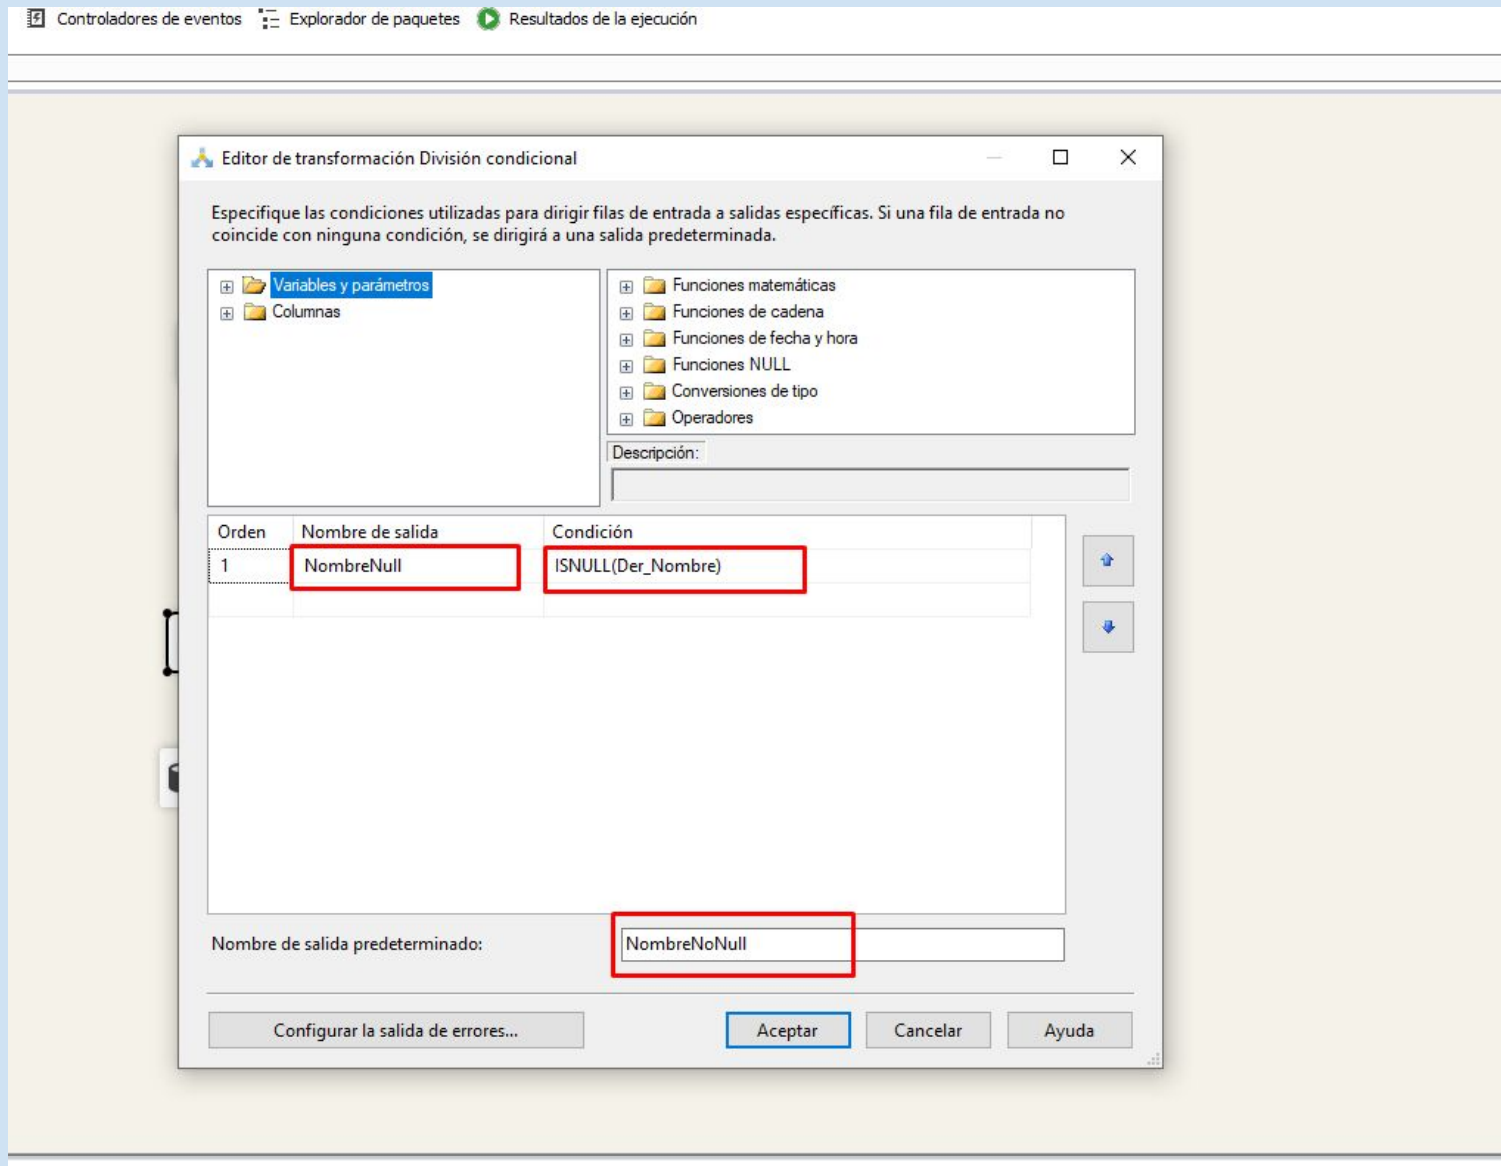 Controladores de eventos Explorador de paquetes Resultados de la ejecución
Editor de transformación División condicional
Especifique las condiciones utilizadas para dirigir filas de entrada a salidas específicas. Si una fila de entrada no
coincide con ninguna condición, se dirigirá a una salida predeterminada.
Variables y parámetros
Columnas
Funciones matemáticas
Funciones de cadena
Funciones de fecha y hora
Funciones NULL
Conversiones de tipo
Operadores
Descripción:
Orden Nombre de salida Condición
1 NombreNull ISNULL(Der_Nombre)
Nombre de salida predeterminado: NombreNoNull
Configurar la salida de errores... Aceptar Cancelar Ayuda